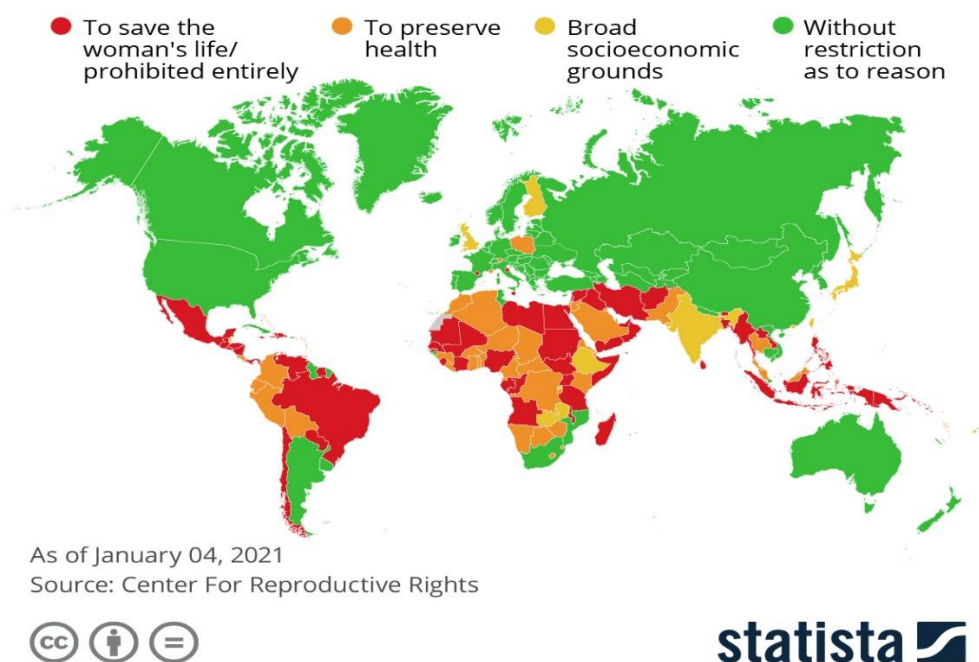 To save the
woman's life/
prohibited entirely
To preserve
health
Broad
socioeconomic
grounds
Without
restriction
as to reason
As of January 04, 2021
Source: Center For Reproductive Rights
cc
statista